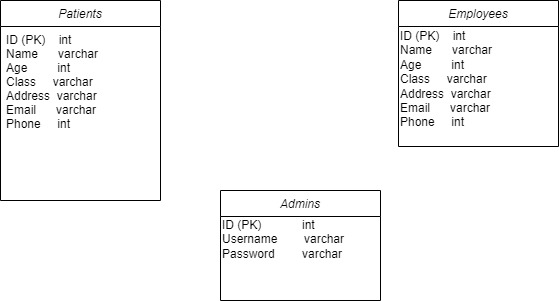 Patients
ID (PK) int
Name varchar
Age int
Class varchar
Address varchar
Email varchar
Phone int
Employees
ID (PK) int
Name varchar
Age int
Class varchar
Address varchar
Email varchar
Phone int
Admins
ID (PK) int
Username varchar
Password varchar